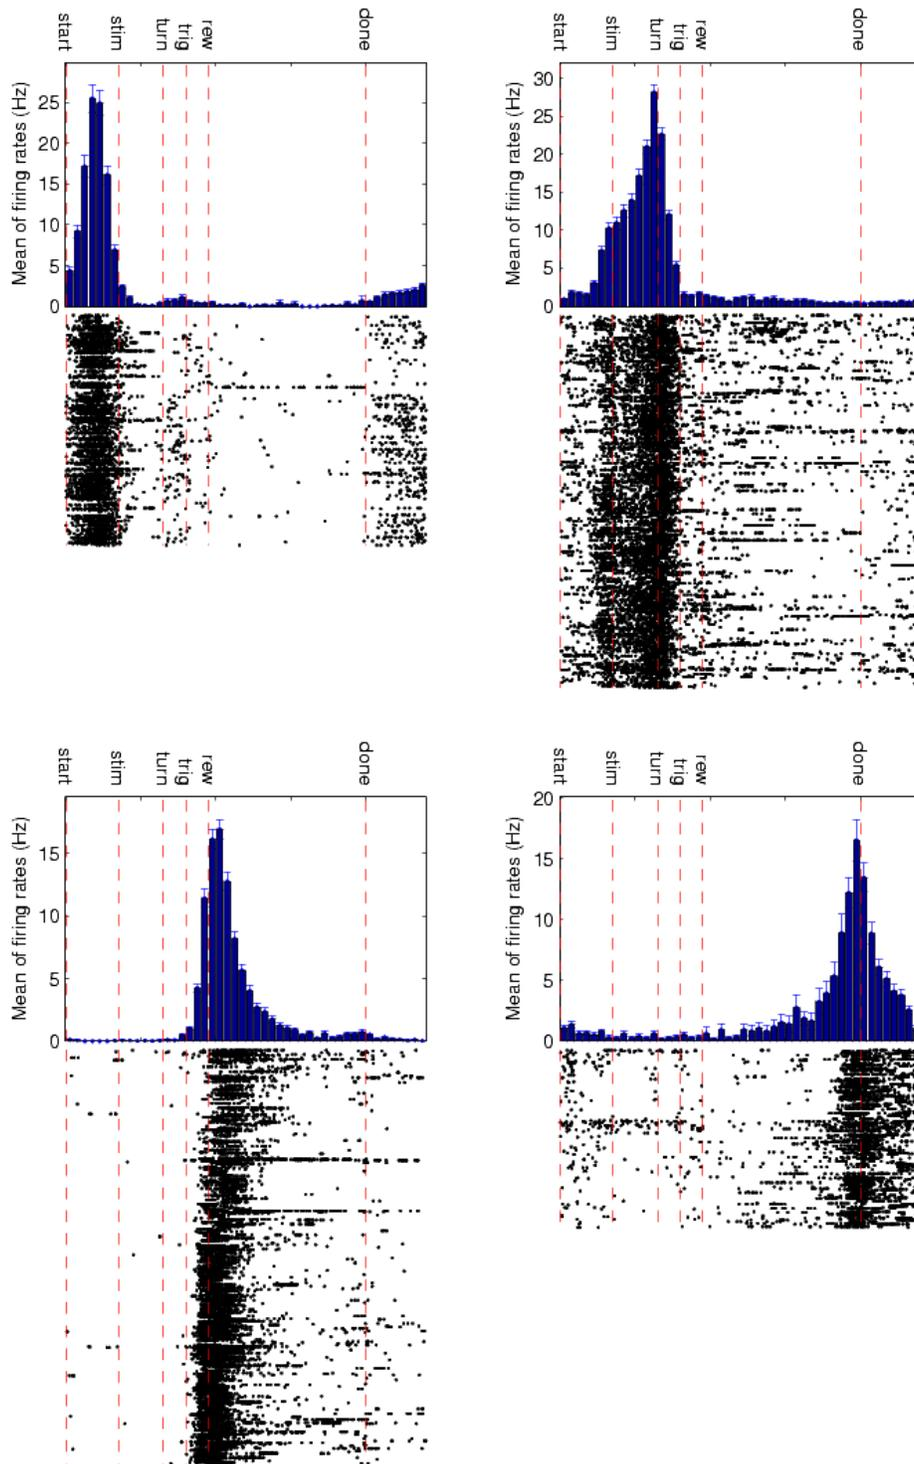 start stim turn trig rew done
start stim turn trig rew done
Mean of firing rates (Hz)
25
20
15
10
5
0
Mean of firing rates (Hz)
30
25
20
15
10
5
0
start stim turn trig rew done
start stim turn trig rew done
Mean of firing rates (Hz)
15
10
5
0
Mean of firing rates (Hz)
20
15
10
5
0